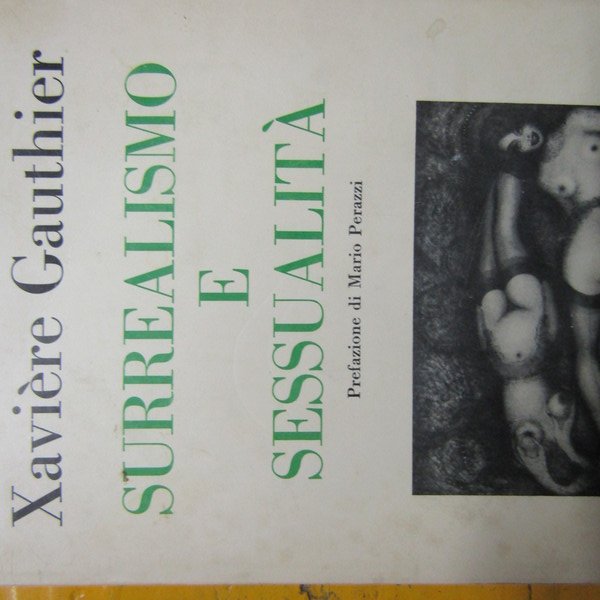 Xavière Gauthier
SURREALISMO
E
SESSUALITÀ
Prefazione di Mario Perazzi